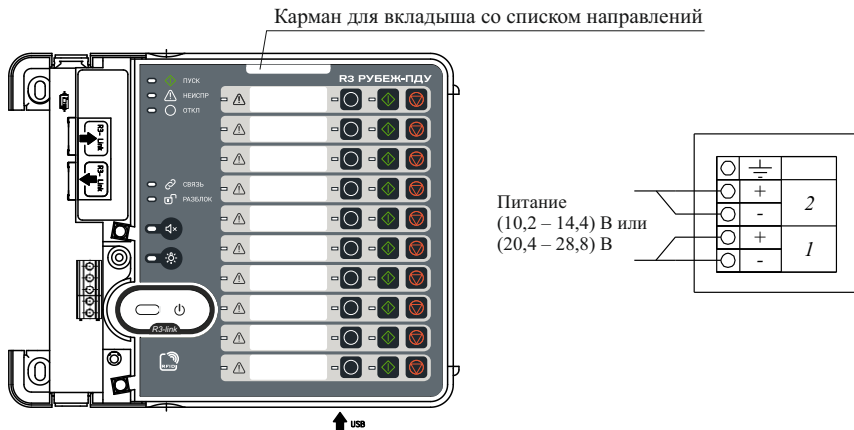 Карман для вкладыша со списком направлений
R3 РУБЕЖ-ПДУ
ПУСК
НЕИСПР
ОТКЛ
R3- Link
R3- Link
СВЯЗЬ
РАЗБЛОК
R3-link
RFID
USB
Питание
(10,2 – 14,4) В или
(20,4 – 28,8) В
+
2
-
+
1
-